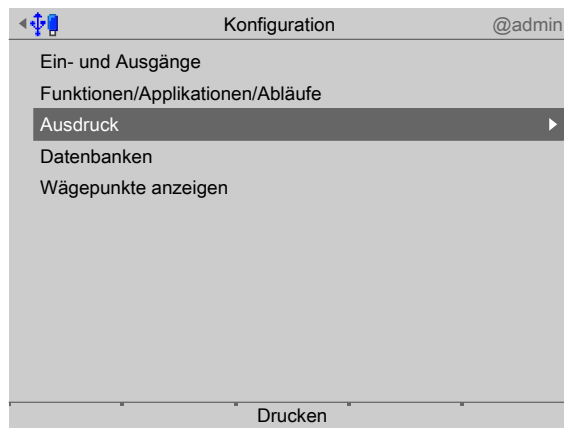 Konfiguration @admin
Ein- und Ausgänge
Funktionen/Applikationen/Abläufe
Ausdruck
Datenbanken
Wägepunkte anzeigen
Drucken